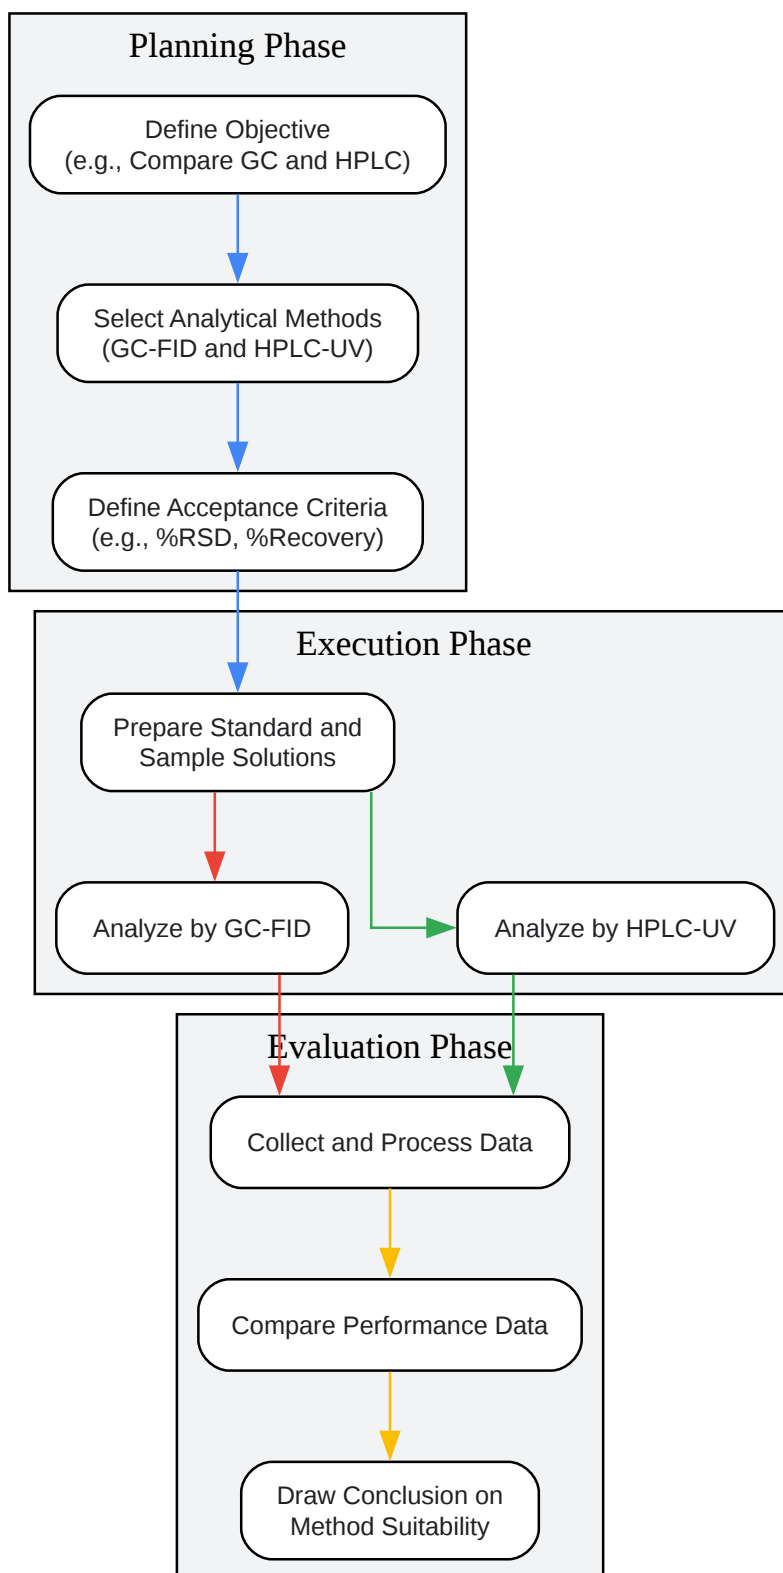 Planning Phase
Define Objective
(e.g., Compare GC and HPLC)
Select Analytical Methods
(GC-FID and HPLC-UV)
Define Acceptance Criteria
(e.g., %RSD, %Recovery)
Execution Phase
Prepare Standard and
Sample Solutions
Analyze by GC-FID
Analyze by HPLC-UV
Evaluation Phase
Collect and Process Data
Compare Performance Data
Draw Conclusion on
Method Suitability